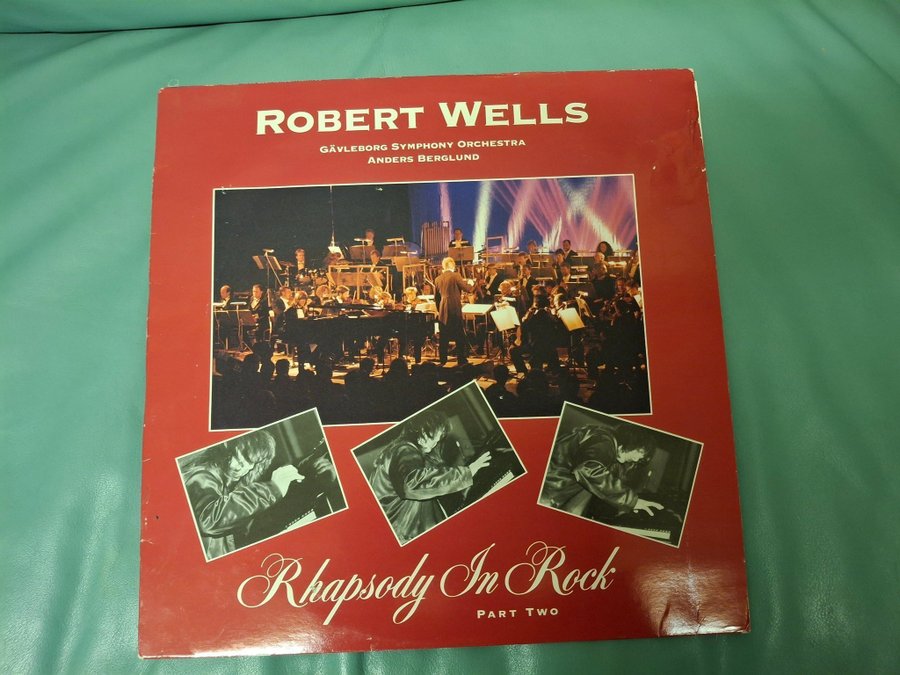 ROBERT WELLS
GÄVLEBORG SYMPHONY ORCHESTRA
ANDERS BERGLUND
Rhapsody In Rock
PART TWO